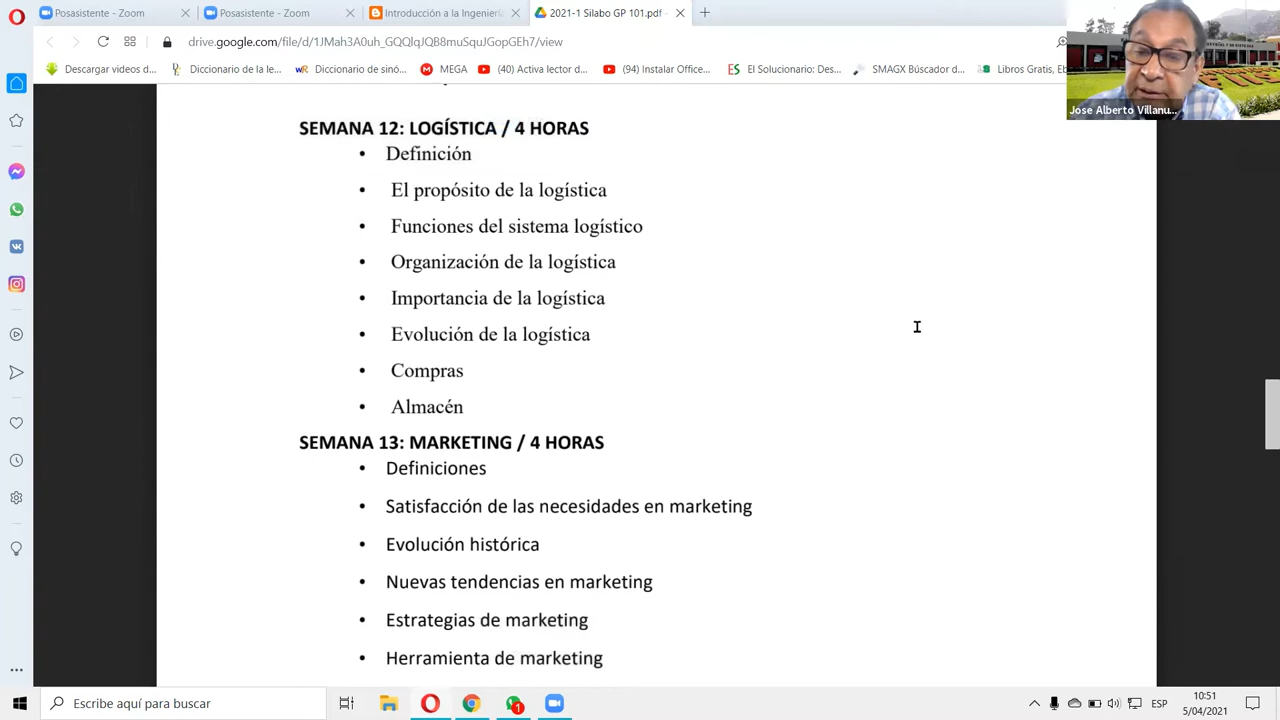 Posasistente - Zoom
Posasistente - Zoom
Introducción a la Ingenierí
2021-1 Silabo GP 101.pdf -
drive.google.com/file/d/1JMah3A0uh_GQQlqJQB8muSquJGopGEh7/view
Descargar videos d...
Diccionario de la le...
WR
Diccionario
MEGA
(40) Activa lector d...
(94) Instalar Office...
ES
El Solucionario: Des...
SMAGX Búscador d...
Libros Gratis, Eb
Jose Alberto Villanu...
SEMANA 12: LOGÍSTICA / 4 HORAS
• Definición
• El propósito de la logística
• Funciones del sistema logístico
• Organización de la logística
• Importancia de la logística
• Evolución de la logística
• Compras
• Almacén
SEMANA 13: MARKETING / 4 HORAS
• Definiciones
• Satisfacción de las necesidades en marketing
• Evolución histórica
• Nuevas tendencias en marketing
• Estrategias de marketing
• Herramienta de marketing
Escribe aquí para buscar
1
ESP
10:51
5/04/2021